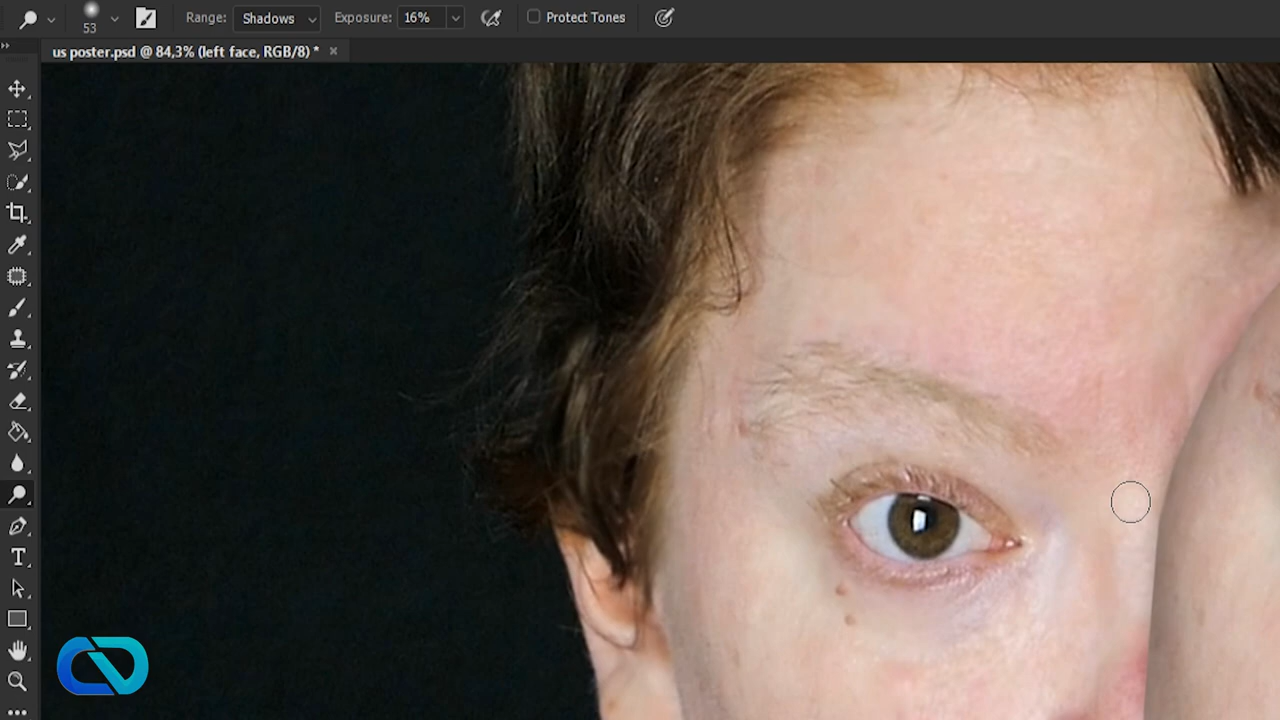 53
Range: Shadows Exposure: 16% Protect Tones
us poster.psd @ 84,3% (left face, RGB/8) *